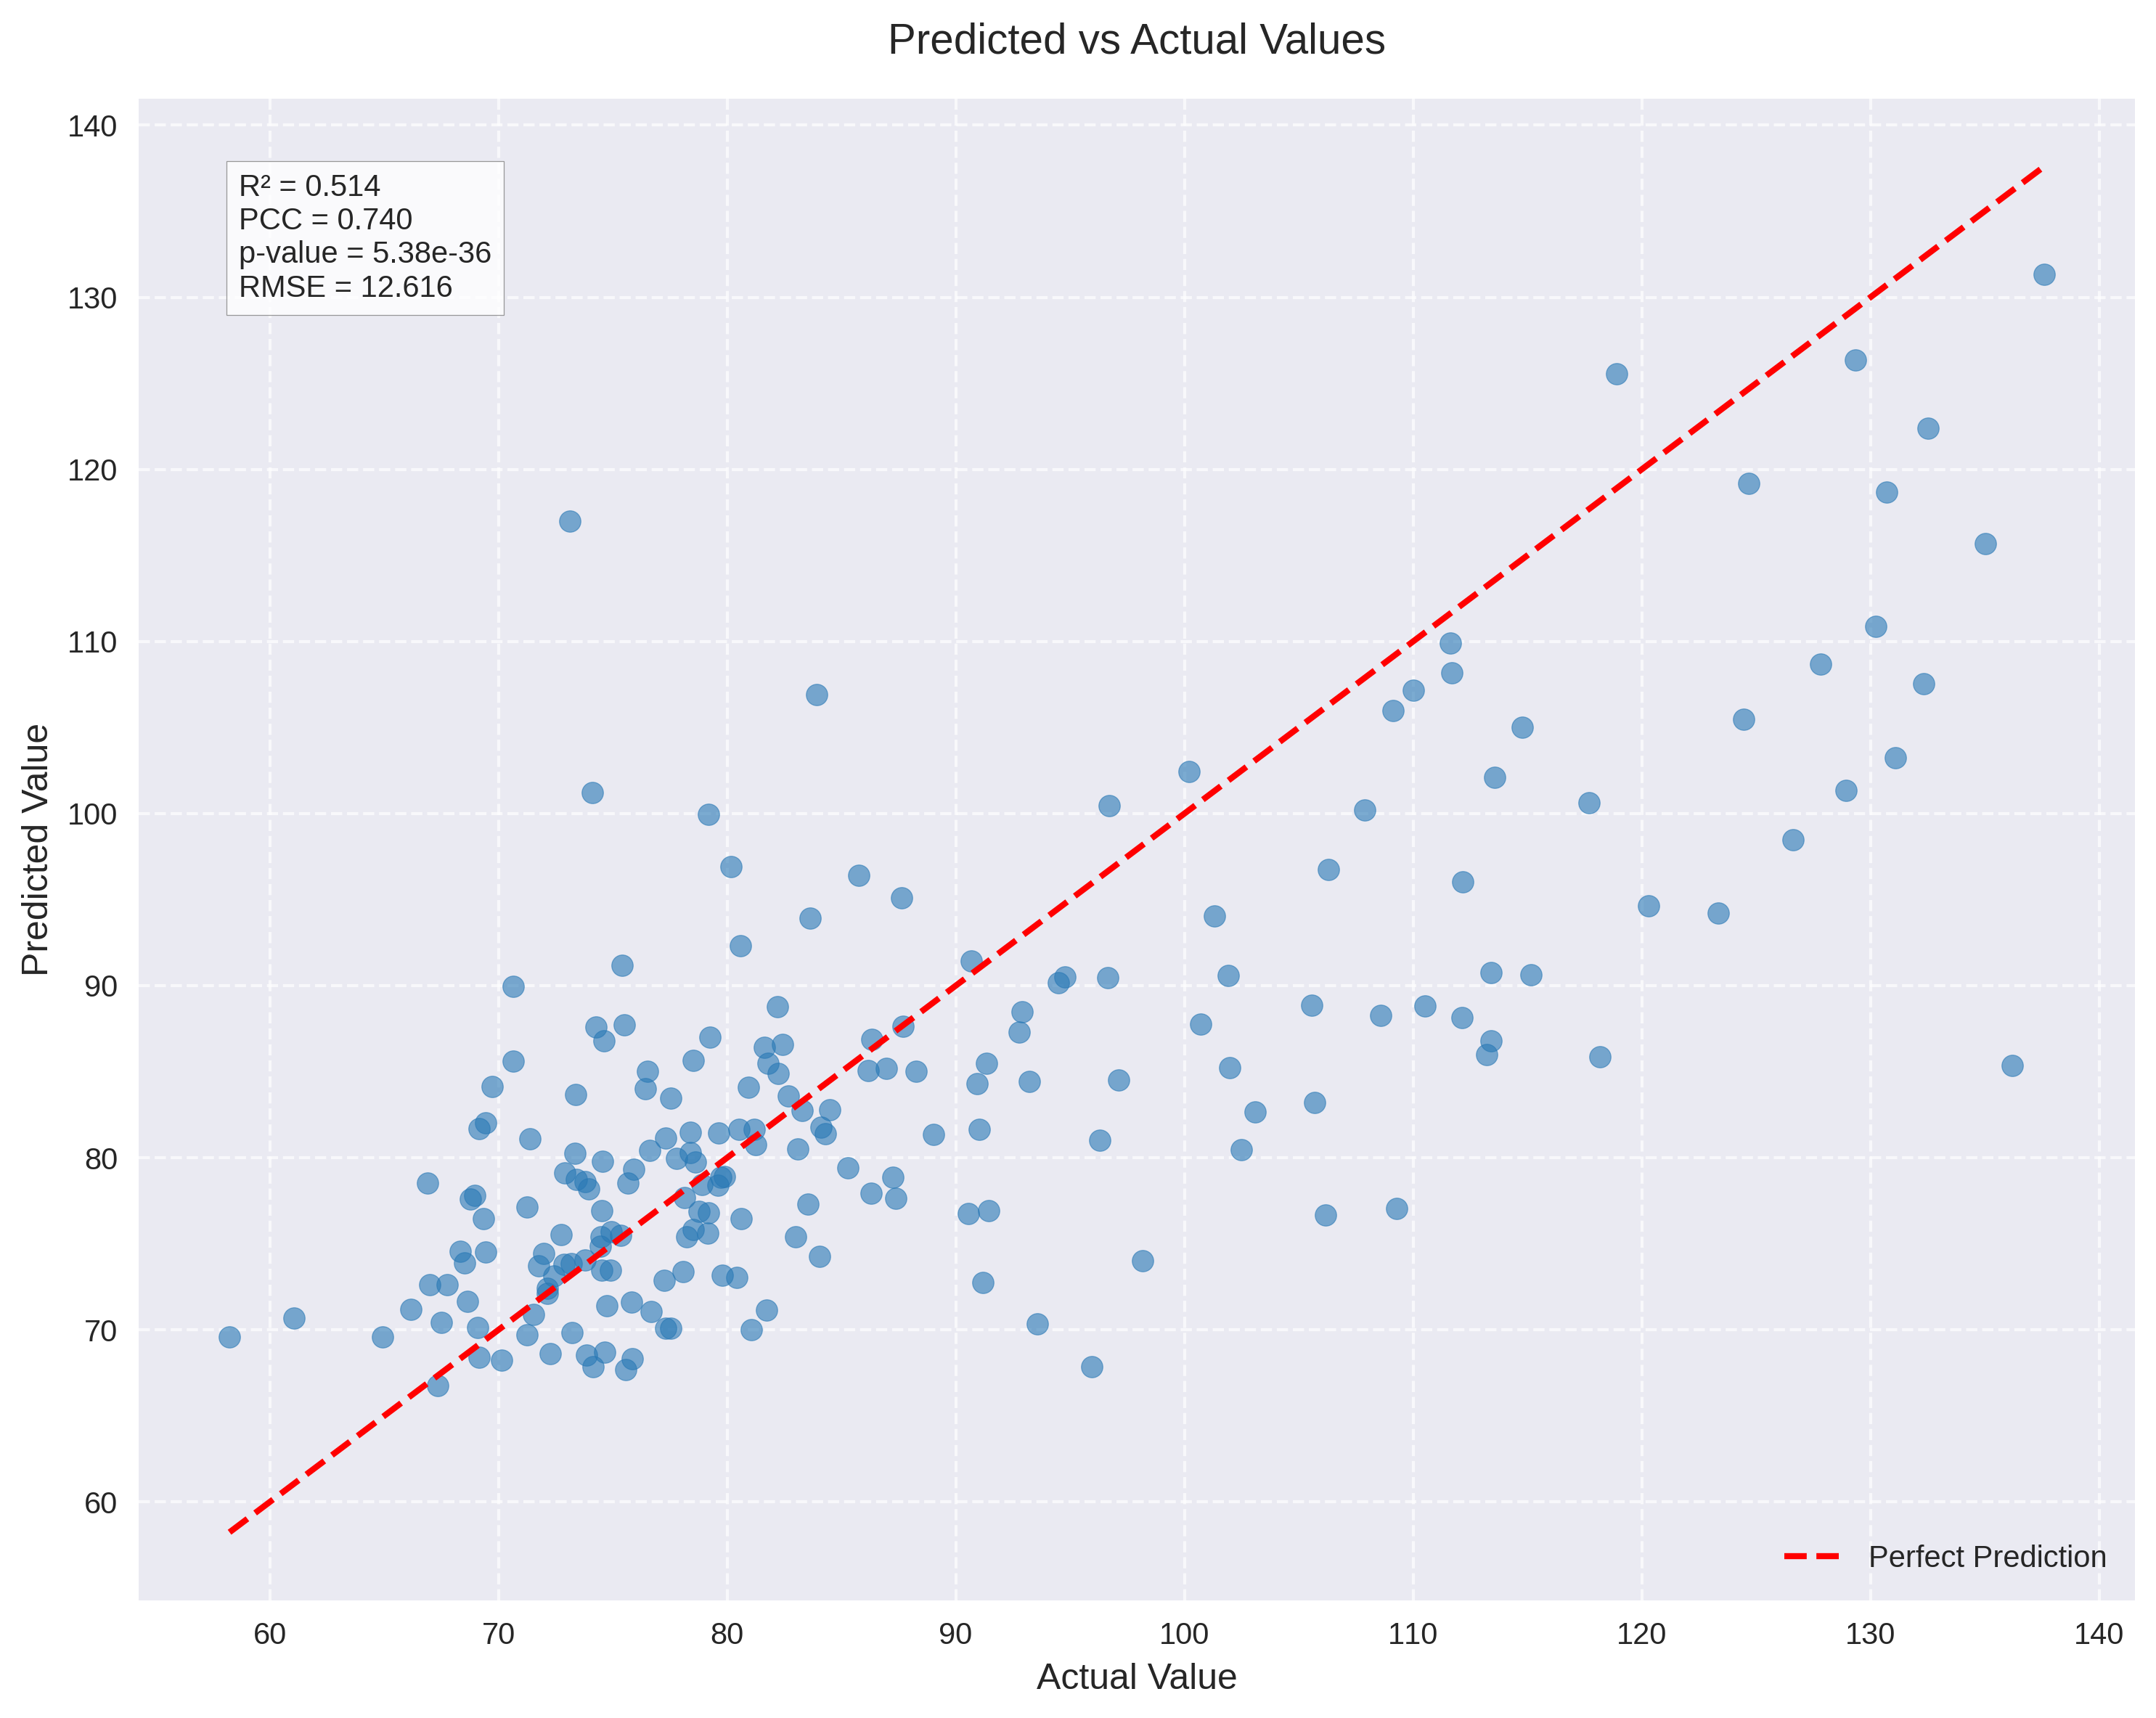 Predicted vs Actual Values
140
130
120
110
100
90
80
70
60
R² = 0.514
PCC = 0.740
p-value = 5.38e-36
RMSE = 12.616
Predicted Value
Perfect Prediction
60 70 80 90 100 110 120 130 140
Actual Value